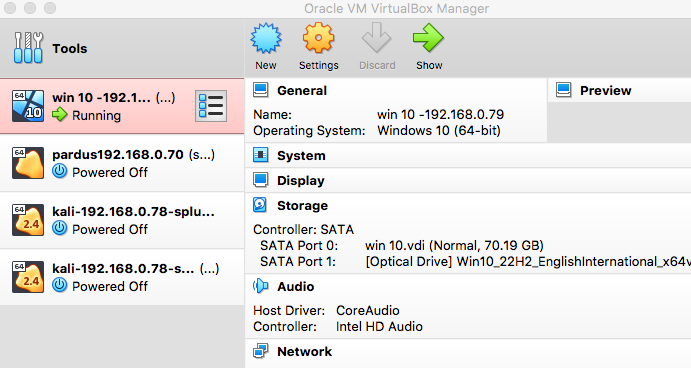 Oracle VM VirtualBox Manager
Tools
New
Settings
Discard
Show
64
10
win 10 -192.1... (...)
Running
64
pardus192.168.0.70 (s...)
Powered Off
64
2.4
kali-192.168.0.78-splu...
Powered Off
64
2.4
kali-192.168.0.78-s... (...)
Powered Off
General
Name: win 10 -192.168.0.79
Operating System: Windows 10 (64-bit)
Preview
System
Display
Storage
Controller: SATA
SATA Port 0: win 10.vdi (Normal, 70.19 GB)
SATA Port 1: [Optical Drive] Win10_22H2_EnglishInternational_x64v
Audio
Host Driver: CoreAudio
Controller: Intel HD Audio
Network